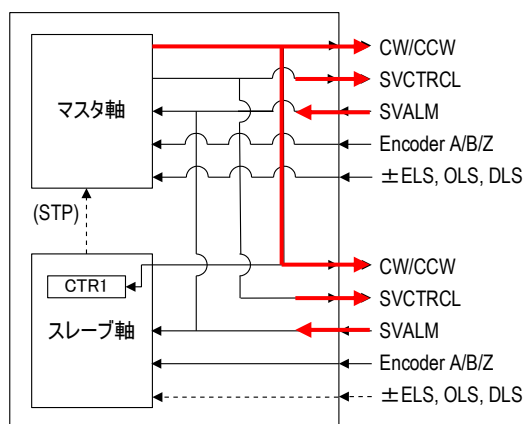 マスタ軸
CW/CCW
SVCTRCL
SVALM
Encoder A/B/Z
±ELS, OLS, DLS
(STP)
CTR1
スレーブ軸
CW/CCW
SVCTRCL
SVALM
Encoder A/B/Z
±ELS, OLS, DLS